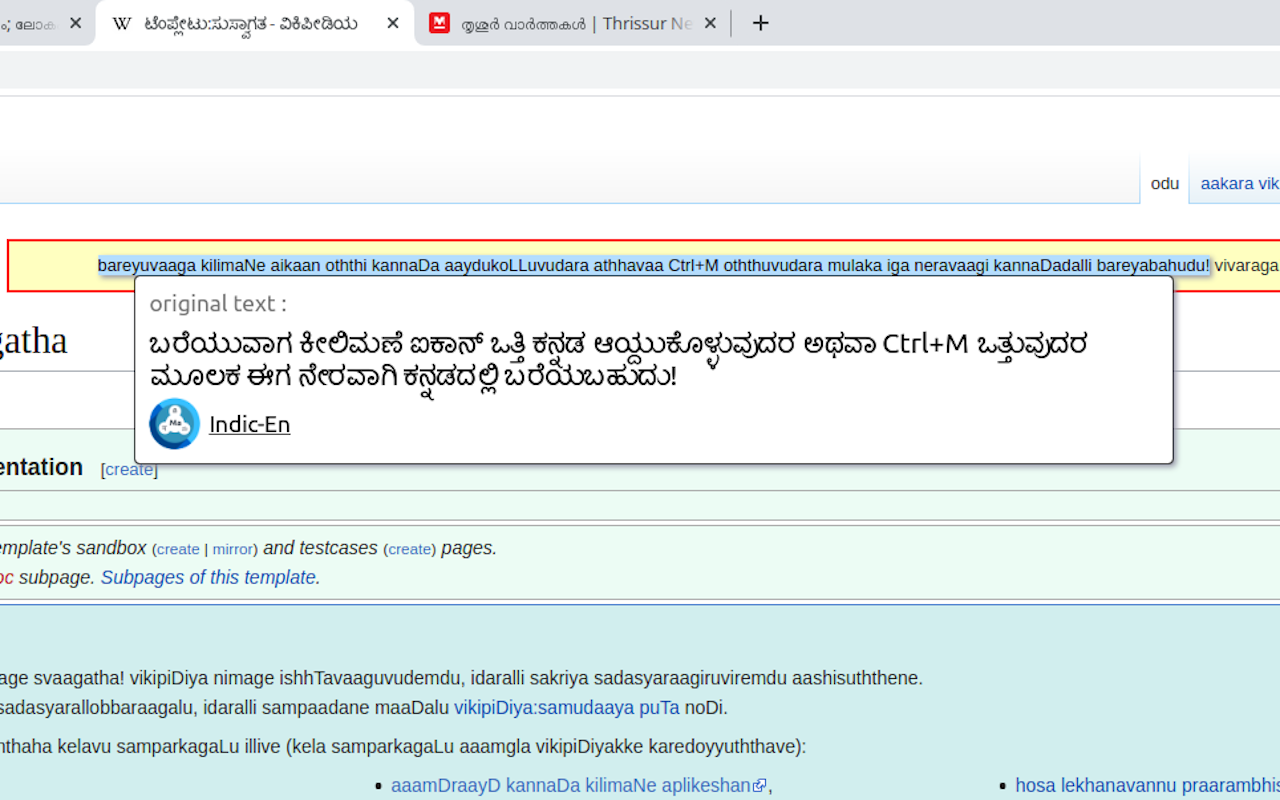 ಟೆಂಪ್ಲೇಟು:ಸುಸ್ವಾಗತ - ವಿಕಿಪೀಡಿಯ തൃശൂർ വാർത്തകൾ | Thrissur
odu aakara
bareyuvaaga kilimaNe aikaan oththi kannaDa aaydukoLLuvudara athhavaa Ctrl+M oththuvudara mulaka iga neravaagi kannaDadalli bareyabahudu! vivaraga
original text :
ಬರೆಯುವಾಗ ಕೀಲಿಮಣೆ ಐಕಾನ್ ಒತ್ತಿ ಕನ್ನಡ ಆಯ್ದುಕೊಳ್ಳುವುದರ ಅಥವಾ Ctrl+M ಒತ್ತುವುದರ
ಮೂಲಕ ಈಗ ನೇರವಾಗಿ ಕನ್ನಡದಲ್ಲಿ ಬರೆಯಬಹುದು!
Indic-En
gatha
entation [create]
emplate's sandbox (create | mirror) and testcases (create) pages.
oc subpage. Subpages of this template.
age svaagatha! vikipiDiya nimage ishhTavaaguvudemdu, idaralli sakriya sadasyaraagiruviremdu aashisuththene.
sadasyarallobbaraagalu, idaralli sampaadane maaDalu vikipiDiya:samudaaya puTa noDi.
nthaha kelavu samparkagaLu illive (kela samparkagaLu aaamgla vikipiDiyakke karedoyyuththave):
• aaamDraayD kannaDa kilimaNe aplikeshan, • hosa lekhanavannu praarambhis